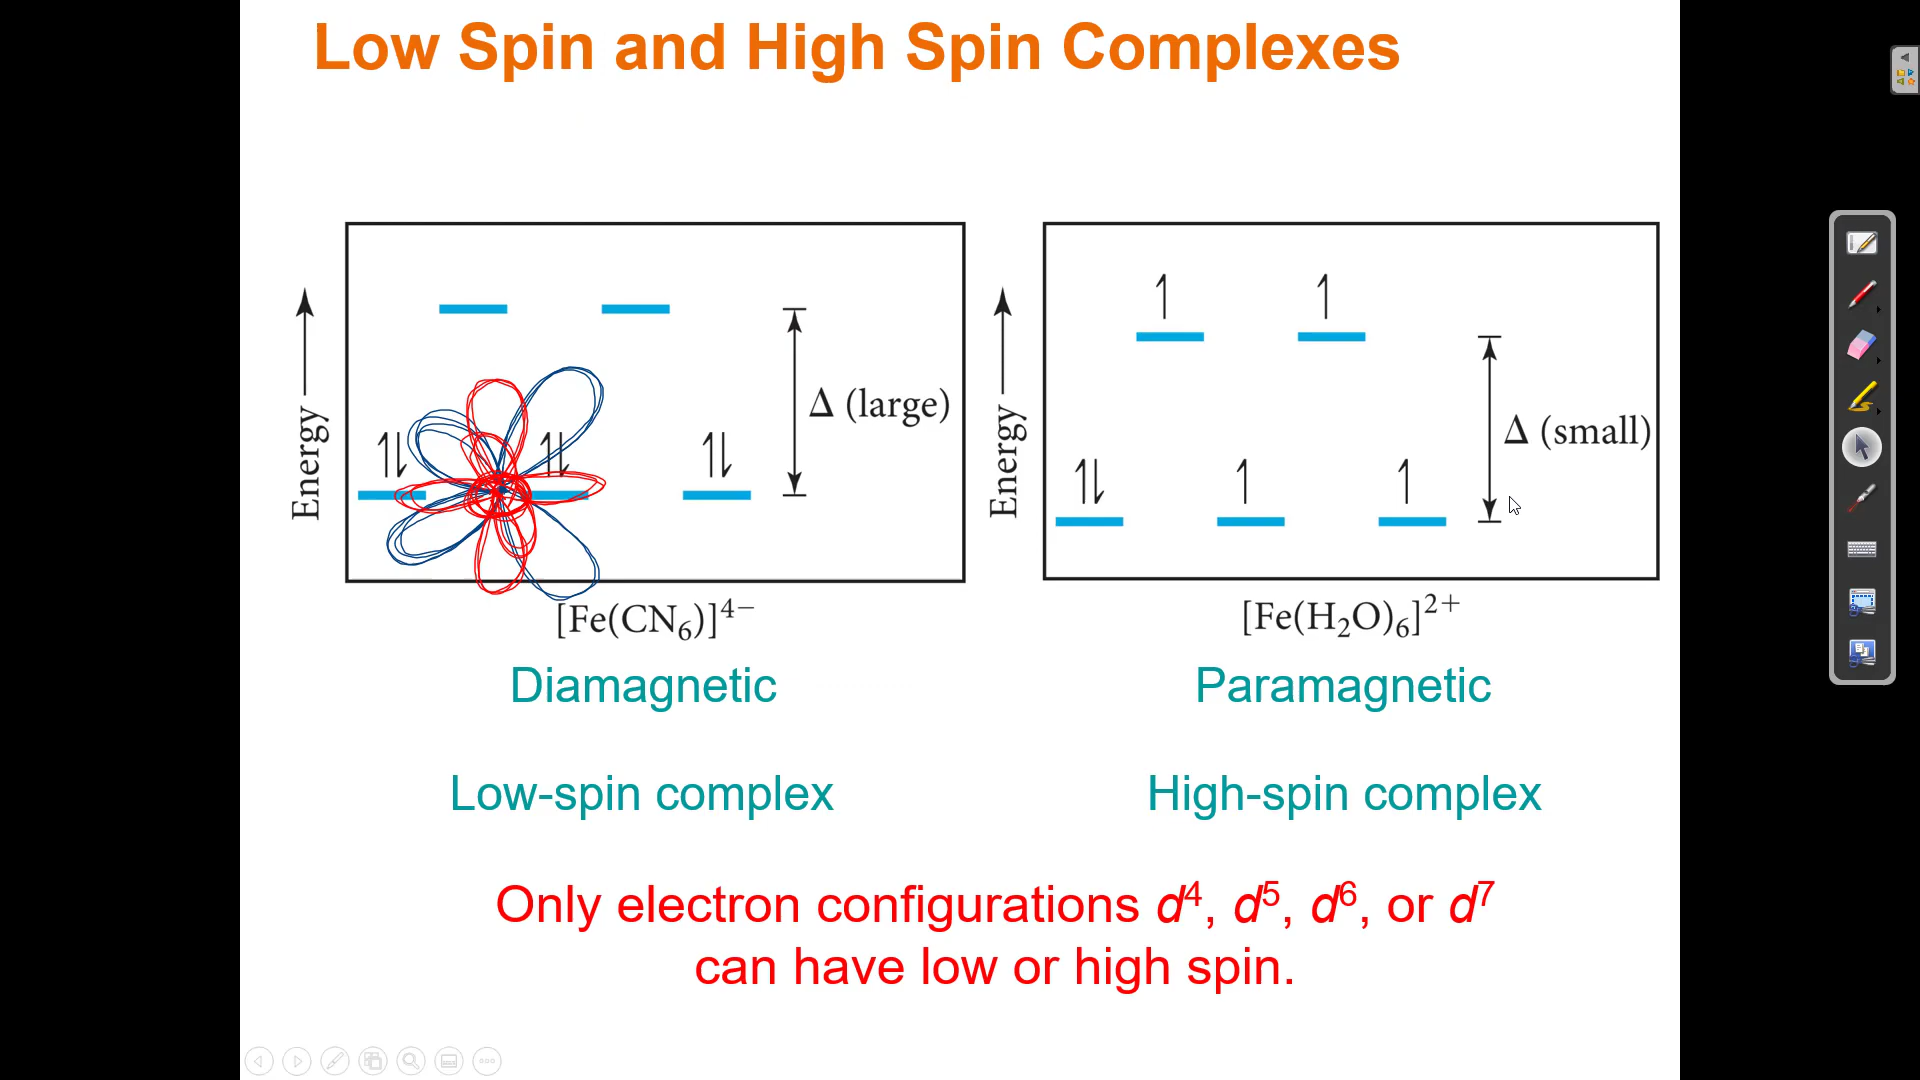 Low Spin and High Spin Complexes
Energy
Δ (large)
[Fe(CN₆)]⁴⁻
Diamagnetic
Low-spin complex
Energy
Δ (small)
[Fe(H₂O)₆]²⁺
Paramagnetic
High-spin complex
Only electron configurations d⁴, d⁵, d⁶, or d⁷
can have low or high spin.